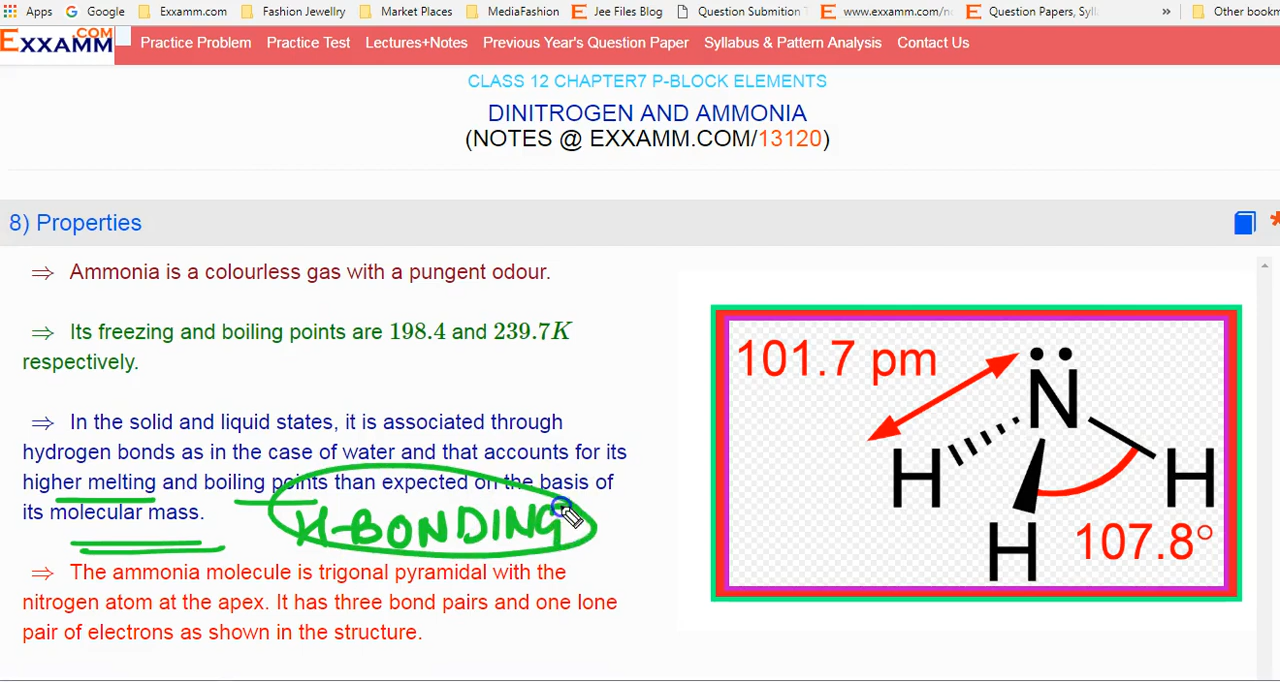 Apps Google Exxamm.com Fashion Jewellry Market Places MediaFashion Jee Files Blog Question Submition www.exxamm.com/n Question Papers, Syll » Other bookm
EXXAMM .COM Practice Problem Practice Test Lectures+Notes Previous Year's Question Paper Syllabus & Pattern Analysis Contact Us
CLASS 12 CHAPTER7 P-BLOCK ELEMENTS
DINITROGEN AND AMMONIA
(NOTES @ EXXAMM.COM/13120)
8) Properties
⇒ Ammonia is a colourless gas with a pungent odour.
⇒ Its freezing and boiling points are 198.4 and 239.7K
respectively.
⇒ In the solid and liquid states, it is associated through
hydrogen bonds as in the case of water and that accounts for its
higher melting and boiling points than expected on the basis of
its molecular mass.
H-BONDING
⇒ The ammonia molecule is trigonal pyramidal with the
nitrogen atom at the apex. It has three bond pairs and one lone
pair of electrons as shown in the structure.
101.7 pm
N
H H
H 107.8°